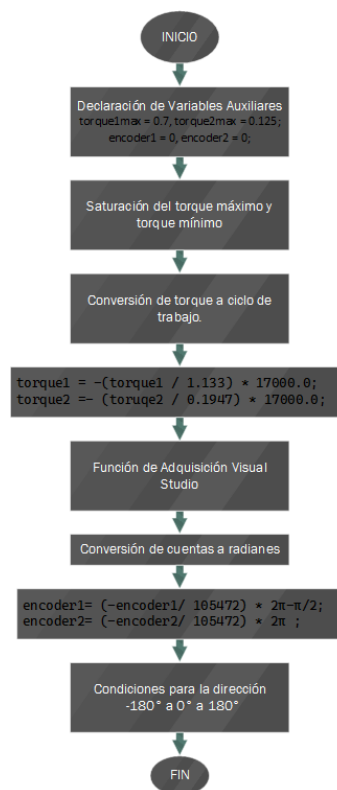 INICIO
Declaración de Variables Auxiliares
torque1max = 0.7, torque2max = 0.125;
encoder1 = 0, encoder2 = 0;
Saturación del torque máximo y
torque mínimo
Conversión de torque a ciclo de
trabajo.
torque1 = -(torque1 / 1.133) * 17000.0;
torque2 =- (toruqe2 / 0.1947) * 17000.0;
Función de Adquisición Visual
Studio
Conversión de cuentas a radianes
encoder1= (-encoder1/ 105472) * 2π-π/2;
encoder2= (-encoder2/ 105472) * 2π ;
Condiciones para la dirección
-180° a 0° a 180°
FIN